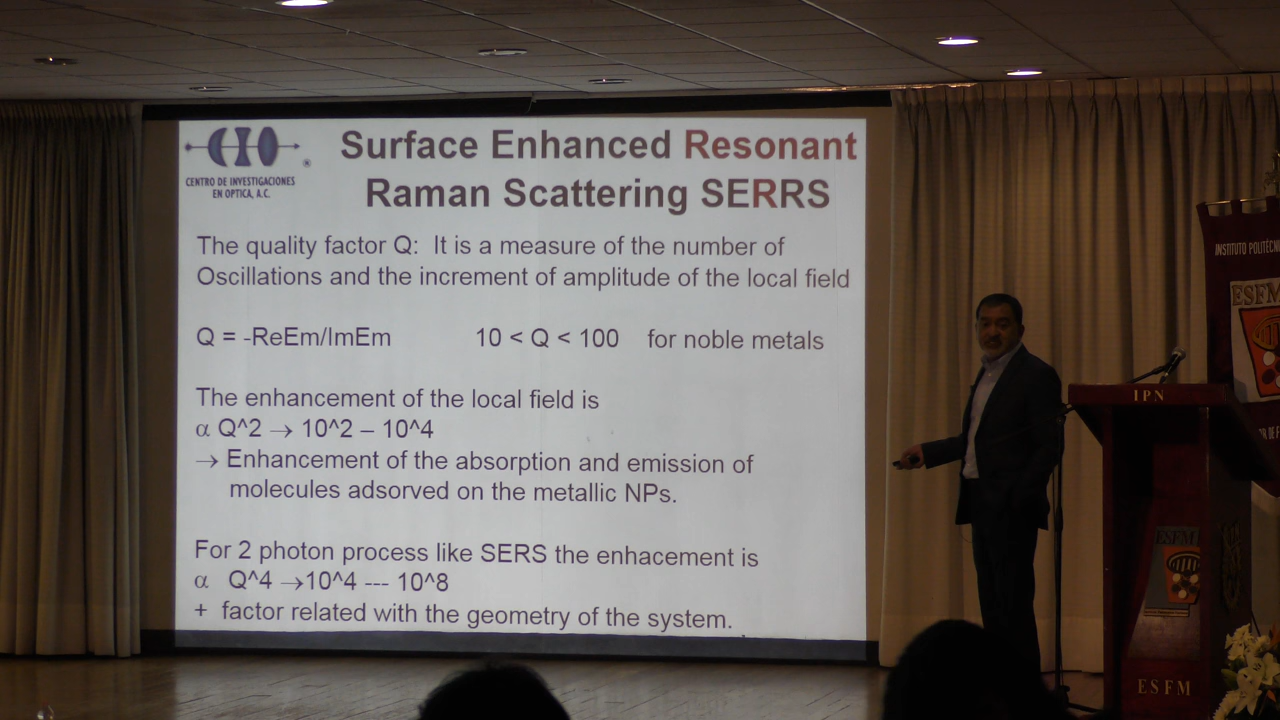 CIO
®
CENTRO DE INVESTIGACIONES
EN OPTICA, A.C.
Surface Enhanced Resonant
Raman Scattering SERRS
The quality factor Q: It is a measure of the number of
Oscillations and the increment of amplitude of the local field
Q = -ReEm/ImEm 10 < Q < 100 for noble metals
The enhancement of the local field is
α Q^2 → 10^2 – 10^4
→ Enhancement of the absorption and emission of
molecules adsorved on the metallic NPs.
For 2 photon process like SERS the enhacement is
α Q^4 →10^4 --- 10^8
+ factor related with the geometry of the system.
INSTITUTO POLITÉCN
ESFM
IPN
ESFM
ESFM